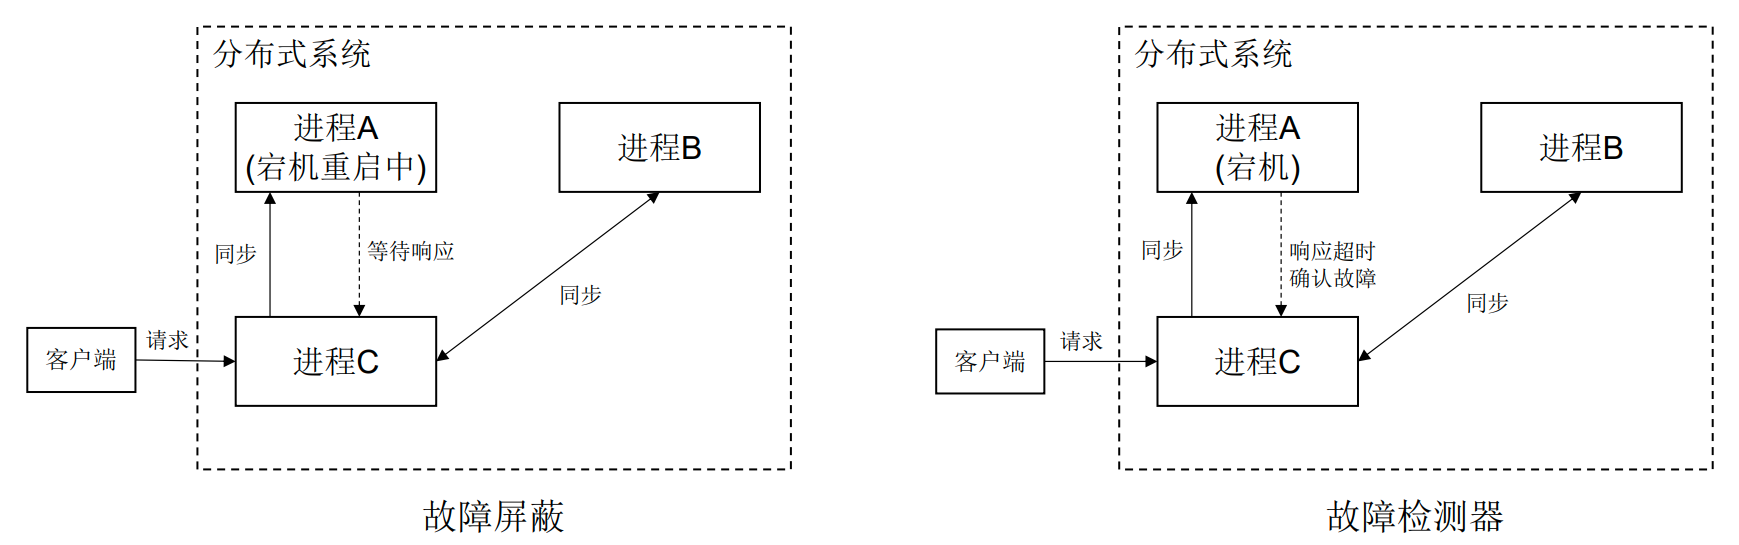 分布式系统
进程A
(宕机重启中)
进程B
同步
等待响应
同步
客户端
请求
进程C
故障屏蔽
分布式系统
进程A
(宕机)
进程B
同步
响应超时
确认故障
同步
客户端
请求
进程C
故障检测器